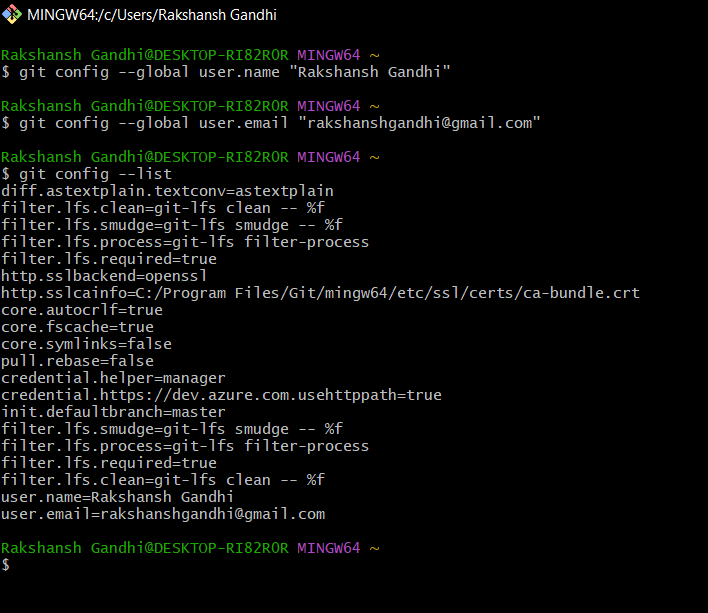 MINGW64:/c/Users/Rakshansh Gandhi
Rakshansh Gandhi@DESKTOP-RI82ROR MINGW64 ~
$ git config --global user.name "Rakshansh Gandhi"
Rakshansh Gandhi@DESKTOP-RI82ROR MINGW64 ~
$ git config --global user.email "rakshanshgandhi@gmail.com"
Rakshansh Gandhi@DESKTOP-RI82ROR MINGW64 ~
$ git config --list
diff.astextplain.textconv=astextplain
filter.lfs.clean=git-lfs clean -- %f
filter.lfs.smudge=git-lfs smudge -- %f
filter.lfs.process=git-lfs filter-process
filter.lfs.required=true
http.sslbackend=openssl
http.sslcainfo=C:/Program Files/Git/mingw64/etc/ssl/certs/ca-bundle.crt
core.autocrlf=true
core.fscache=true
core.symlinks=false
pull.rebase=false
credential.helper=manager
credential.https://dev.azure.com.usehttppath=true
init.defaultbranch=master
filter.lfs.smudge=git-lfs smudge -- %f
filter.lfs.process=git-lfs filter-process
filter.lfs.required=true
filter.lfs.clean=git-lfs clean -- %f
user.name=Rakshansh Gandhi
user.email=rakshanshgandhi@gmail.com
Rakshansh Gandhi@DESKTOP-RI82ROR MINGW64 ~
$